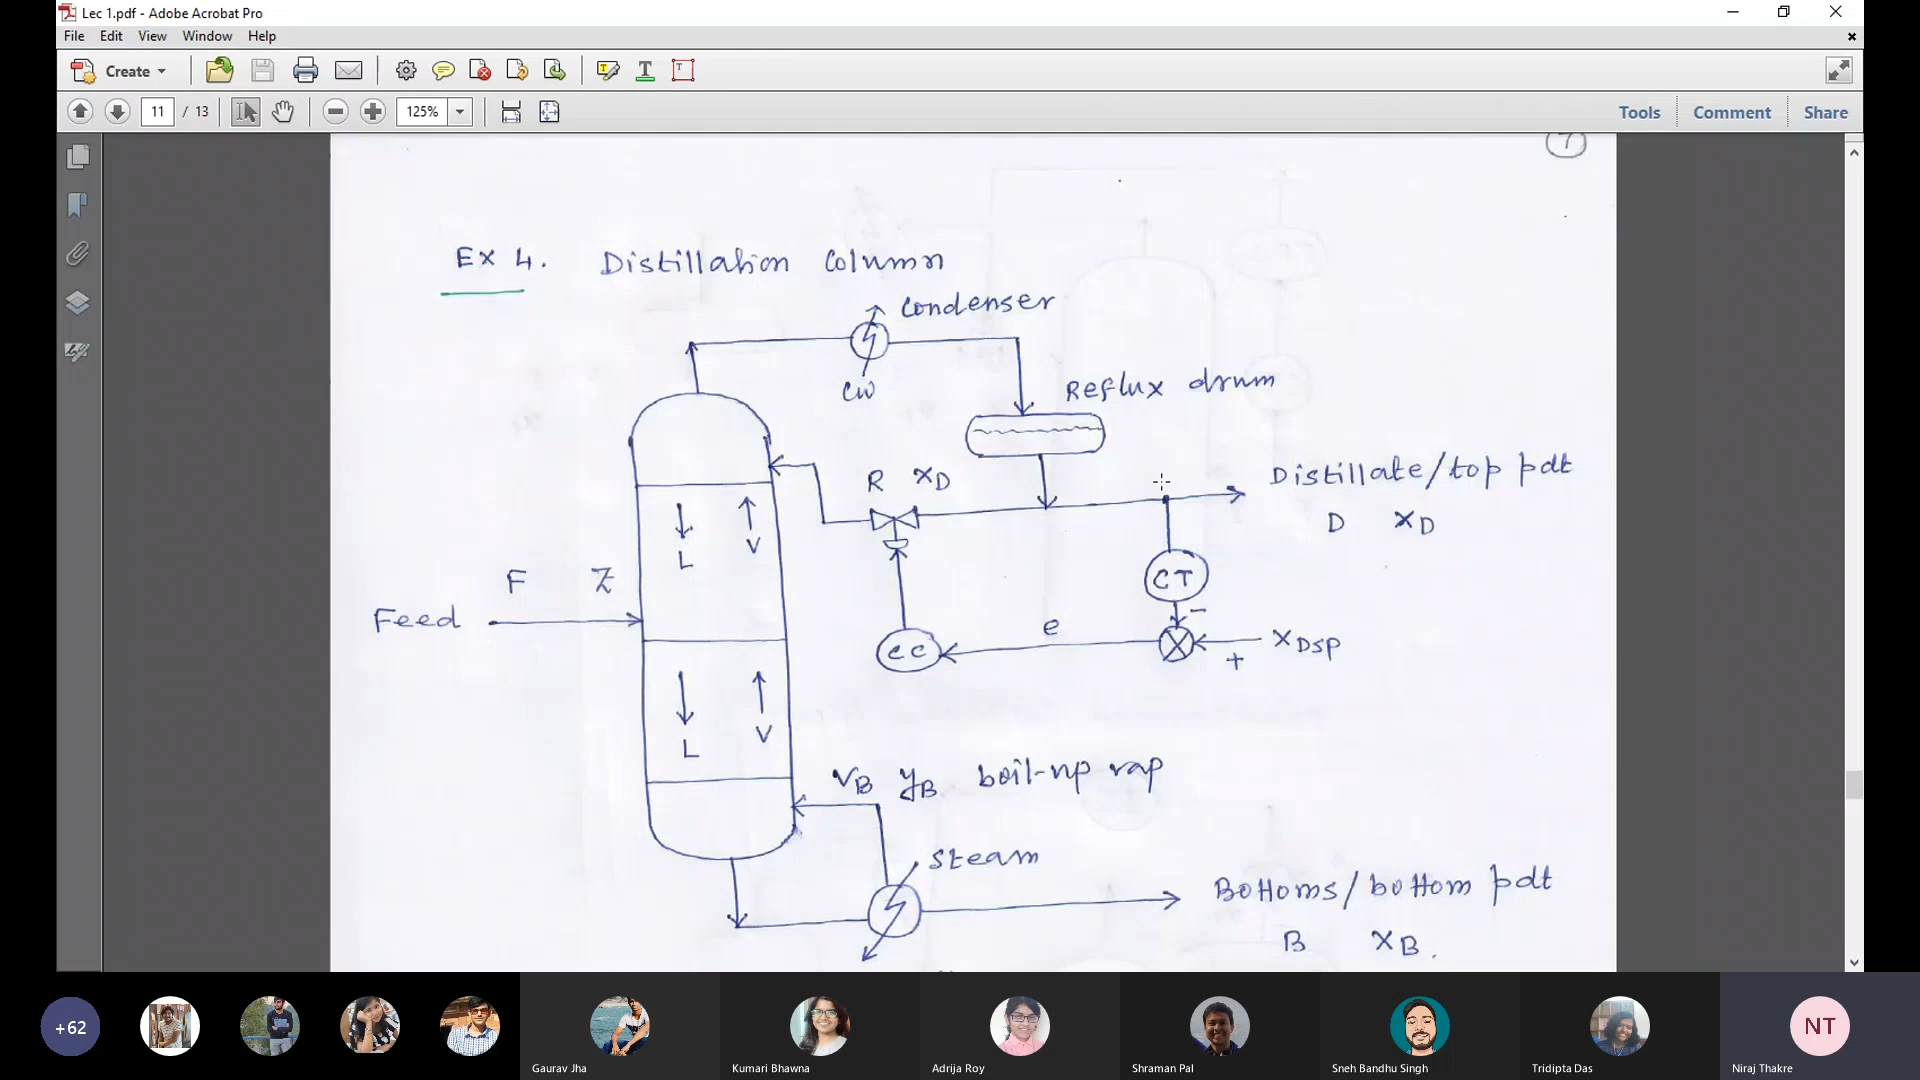 Lec 1.pdf - Adobe Acrobat Pro
File Edit View Window Help
Create
11 / 13 125% Tools Comment Share
7
Ex 4. Distillation Column
Condenser
CW
Reflux drum
R xD
Distillate/top pdt
D xD
L V
F Z
Feed
CT
-
e
CC
xDSP
+
L V
VB yB boil-up vap
Steam
Bottoms/bottom pdt
B xB.
+62
Gaurav Jha
Kumari Bhawna
Adrija Roy
Shraman Pal
Sneh Bandhu Singh
Tridipta Das
NT
Niraj Thakre